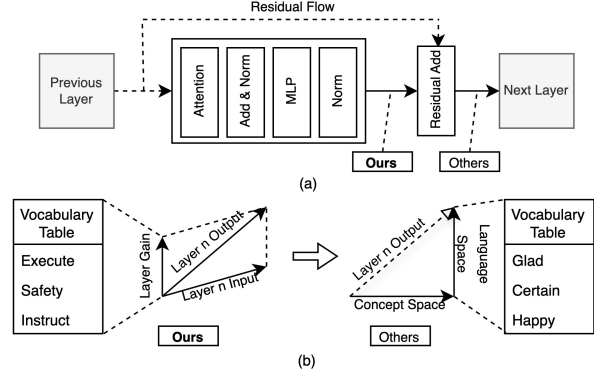 Residual Flow
Previous
Layer
Attention
Add & Norm
MLP
Norm
Residual Add
Next Layer
Ours
Others
(a)
Vocabulary
Table
Execute
Safety
Instruct
Layer Gain
Layer n Output
Layer n Input
Ours
Layer n Output
Concept Space
Language
Space
Others
Vocabulary
Table
Glad
Certain
Happy
(b)